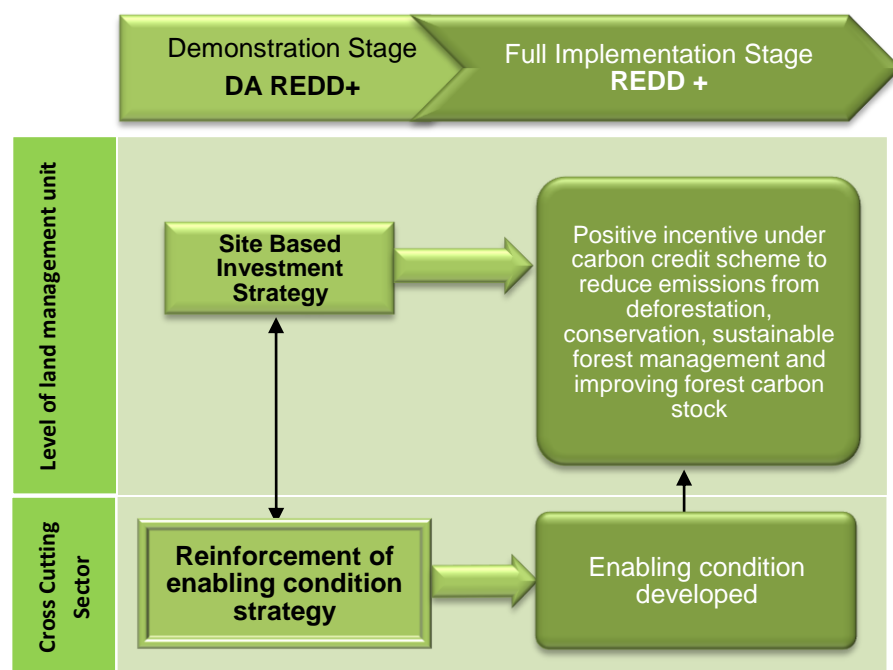 Demonstration Stage
DA REDD+
Full Implementation Stage
REDD +
Level of land management unit
Site Based
Investment
Strategy
Positive incentive under
carbon credit scheme to
reduce emissions from
deforestation,
conservation, sustainable
forest management and
improving forest carbon
stock
Cross Cutting
Sector
Reinforcement of
enabling condition
strategy
Enabling condition
developed